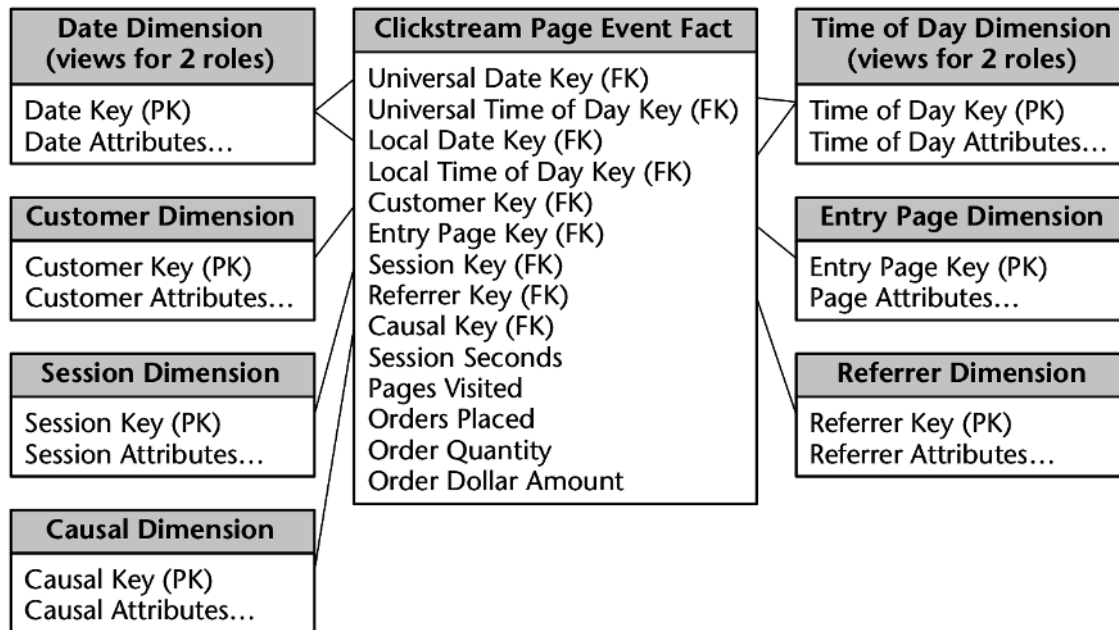 Date Dimension
(views for 2 roles)
Date Key (PK)
Date Attributes…
Customer Dimension
Customer Key (PK)
Customer Attributes…
Session Dimension
Session Key (PK)
Session Attributes…
Causal Dimension
Causal Key (PK)
Causal Attributes…
Clickstream Page Event Fact
Universal Date Key (FK)
Universal Time of Day Key (FK)
Local Date Key (FK)
Local Time of Day Key (FK)
Customer Key (FK)
Entry Page Key (FK)
Session Key (FK)
Referrer Key (FK)
Causal Key (FK)
Session Seconds
Pages Visited
Orders Placed
Order Quantity
Order Dollar Amount
Time of Day Dimension
(views for 2 roles)
Time of Day Key (PK)
Time of Day Attributes…
Entry Page Dimension
Entry Page Key (PK)
Page Attributes…
Referrer Dimension
Referrer Key (PK)
Referrer Attributes…